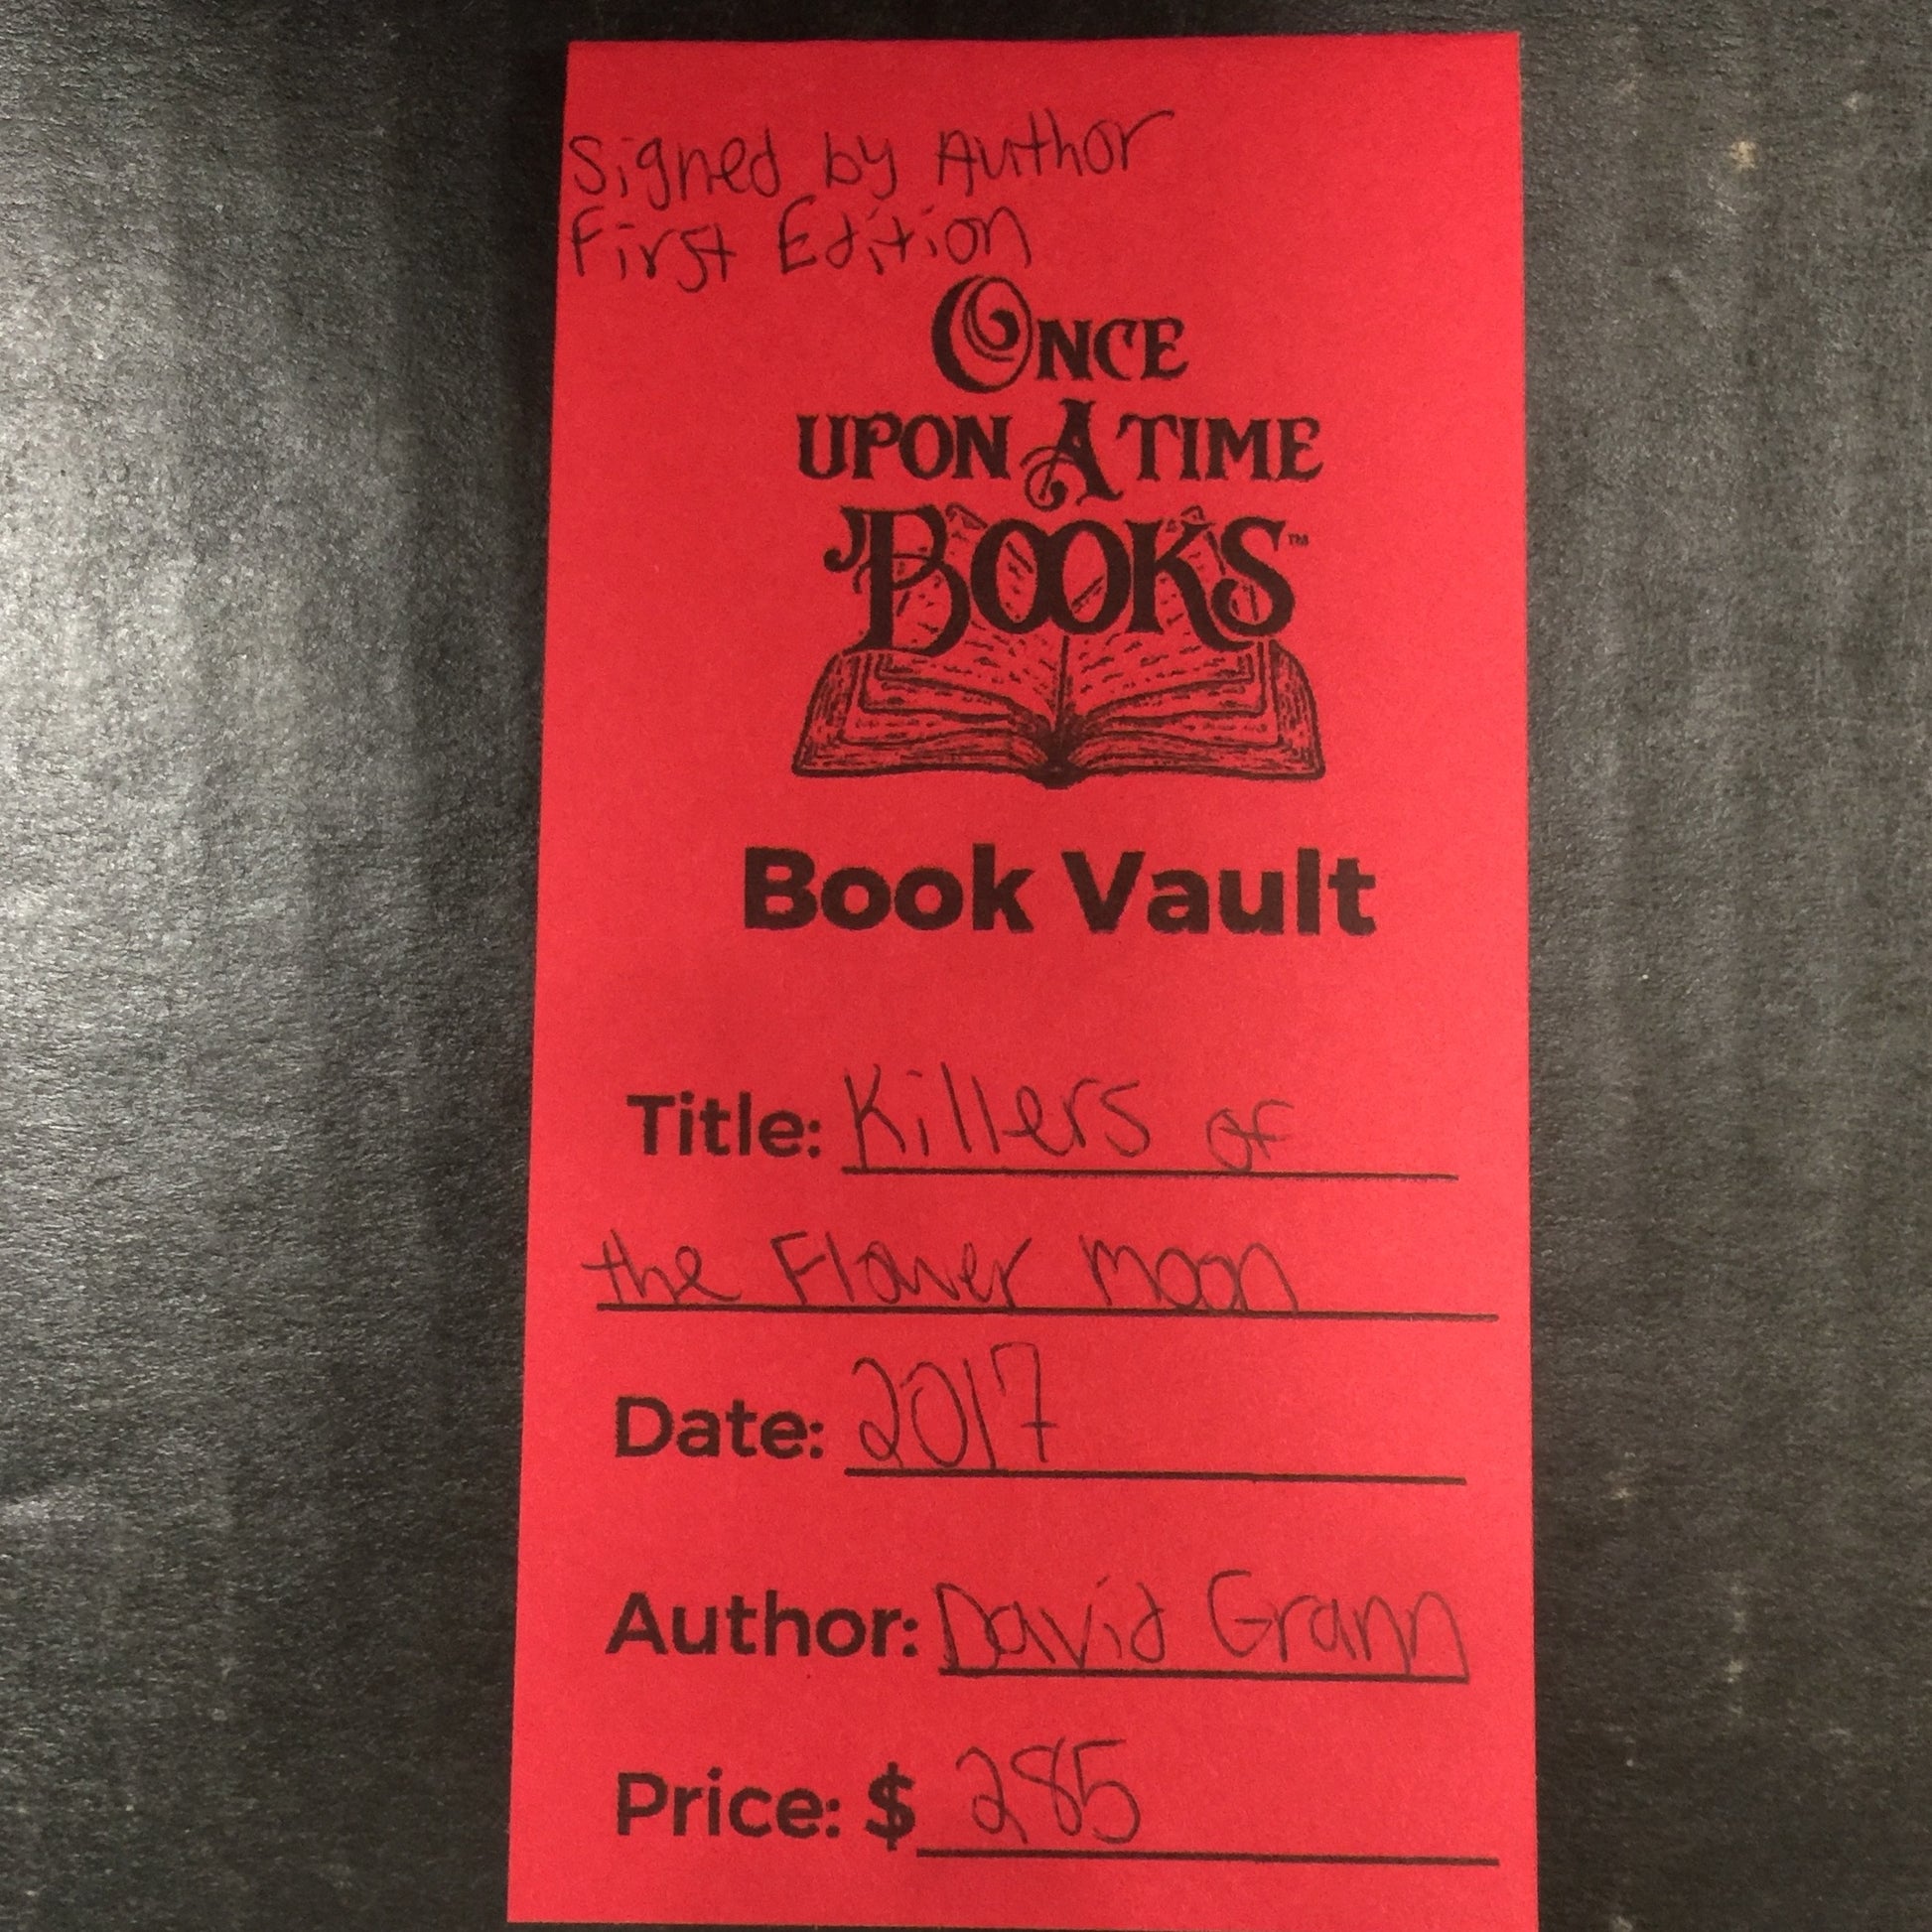 Signed by Author
First Edition
ONCE
UPON A TIME
BOOKS™
Book Vault
Title: Killers of
the Flower Moon
Date: 2017
Author: David Grann
Price: $ 285